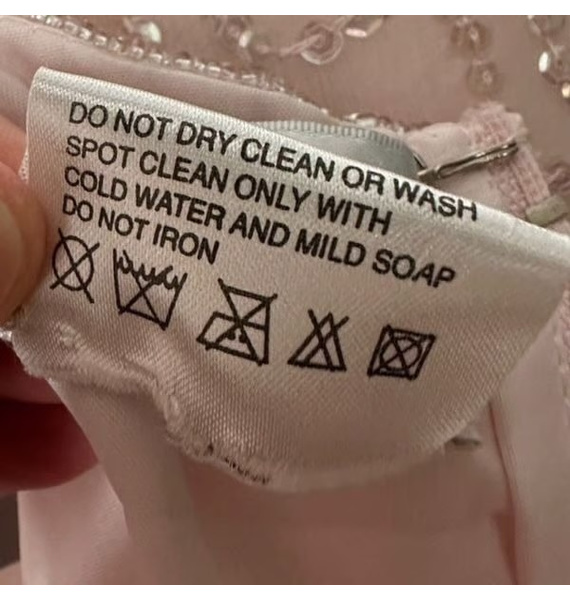 DO NOT DRY CLEAN OR WASH
SPOT CLEAN ONLY WITH
COLD WATER AND MILD SOAP
DO NOT IRON